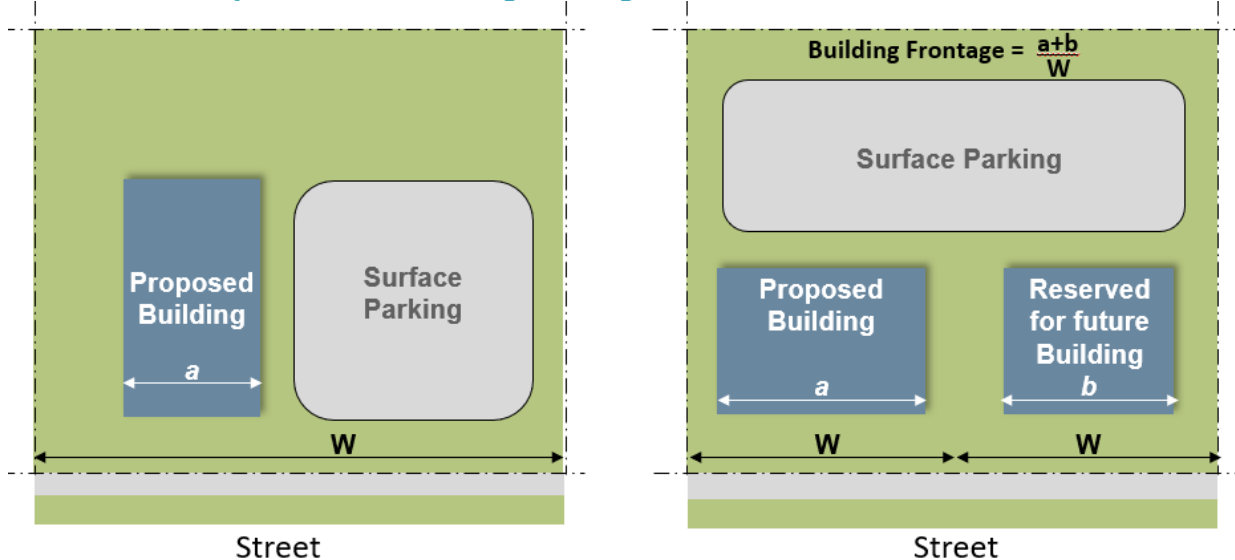 Proposed
Building
a
Surface
Parking
W
Street
Building Frontage = a+b
W
Surface Parking
Proposed
Building
a
Reserved
for future
Building
b
W
W
Street